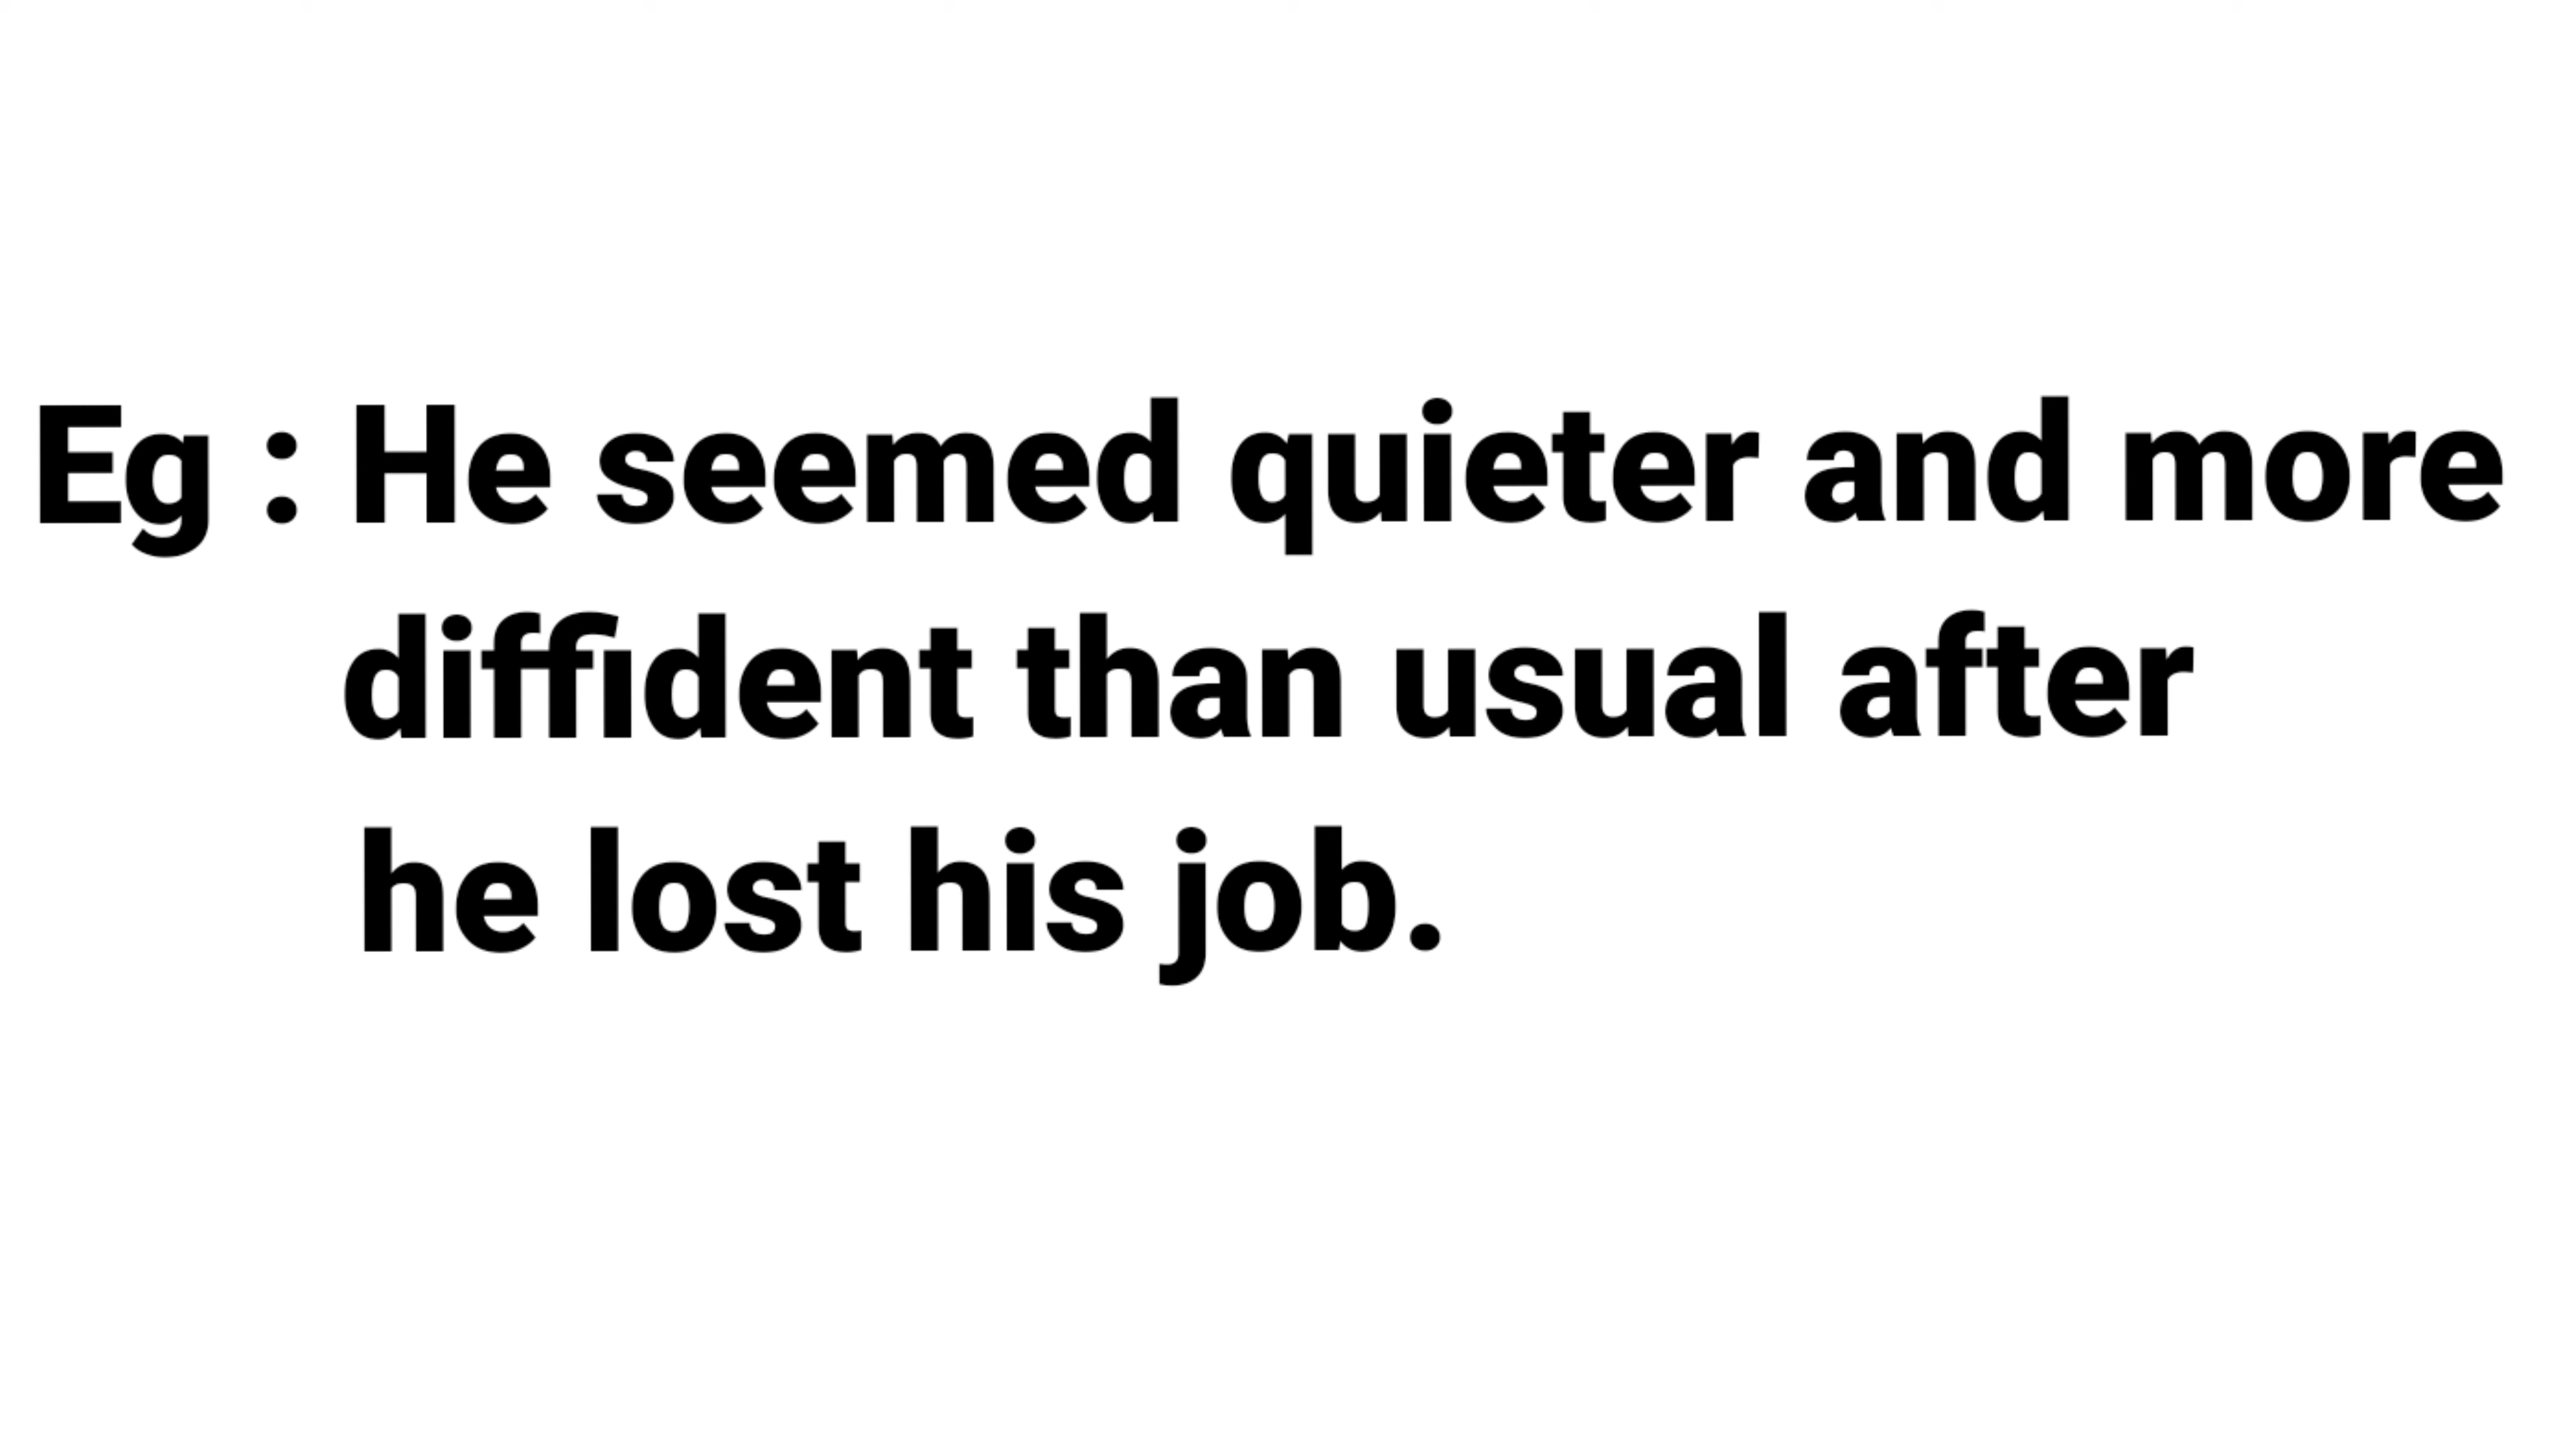 Eg : He seemed quieter and more
diffident than usual after
he lost his job.